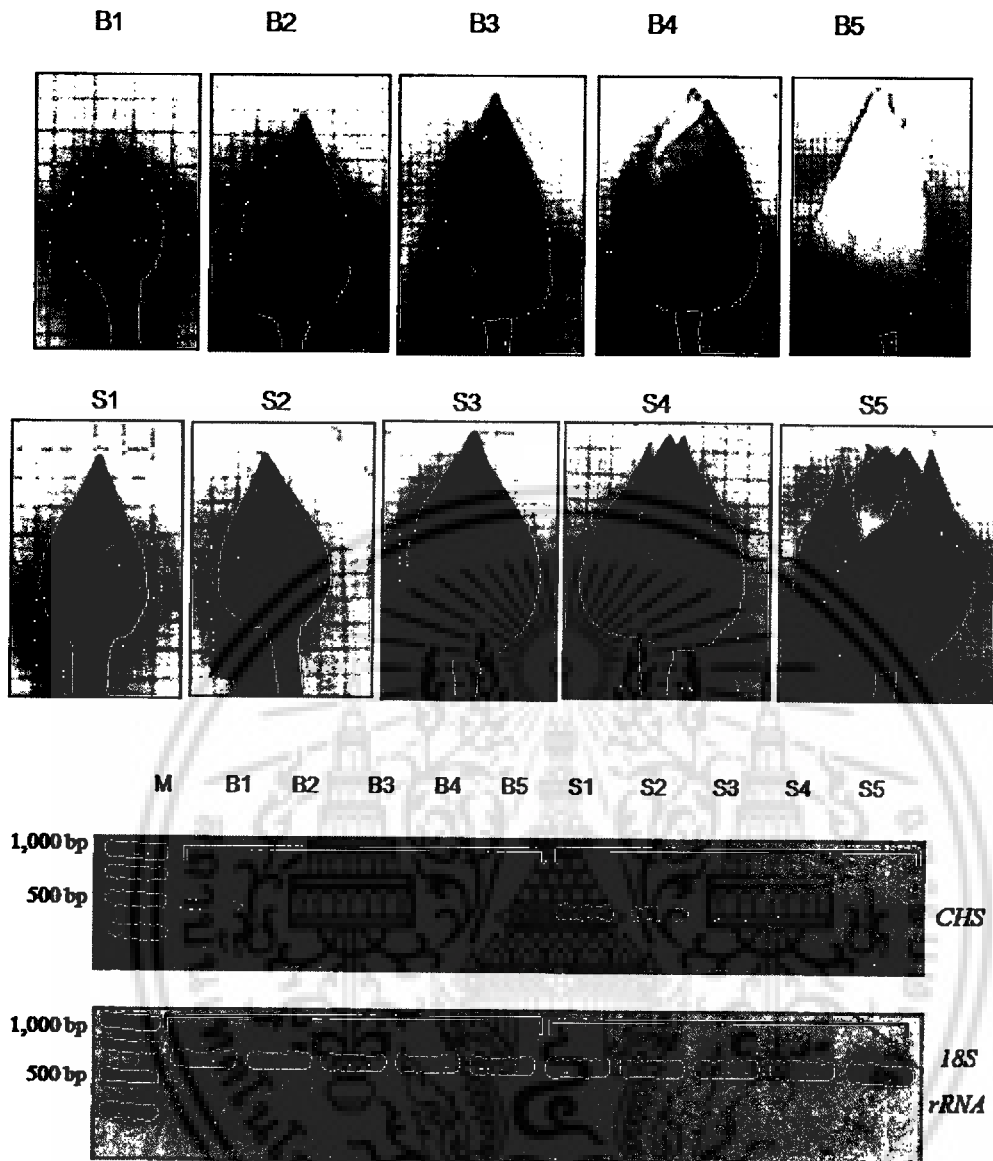 B1 B2 B3 B4 B5
S1 S2 S3 S4 S5
M B1 B2 B3 B4 B5 S1 S2 S3 S4 S5
1,000 bp
500 bp
CHS
1,000 bp
500 bp
18S
rRNA